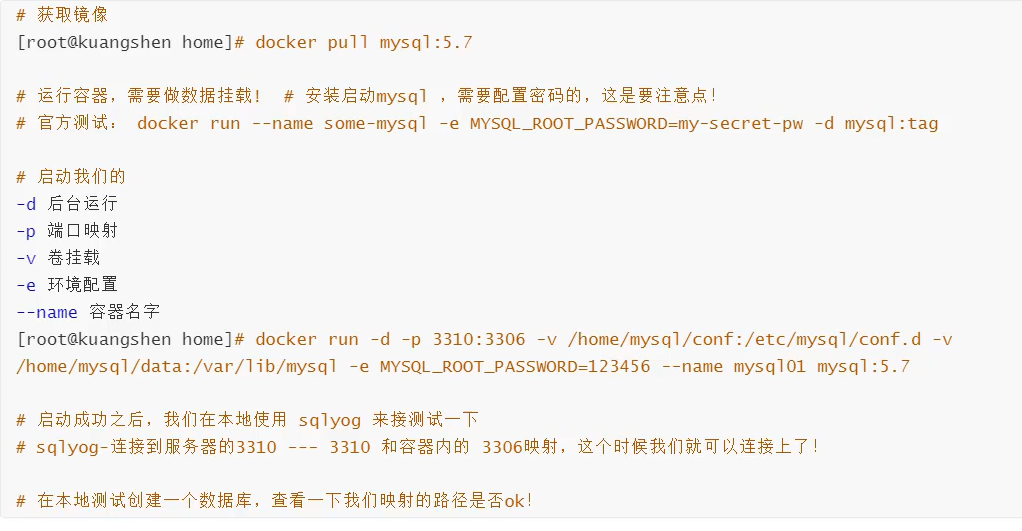 # 获取镜像
[root@kuangshen home]# docker pull mysql:5.7
# 运行容器，需要做数据挂载！ # 安装启动mysql ，需要配置密码的，这是要注意点！
# 官方测试： docker run --name some-mysql -e MYSQL_ROOT_PASSWORD=my-secret-pw -d mysql:tag
# 启动我们的
-d 后台运行
-p 端口映射
-v 卷挂载
-e 环境配置
--name 容器名字
[root@kuangshen home]# docker run -d -p 3310:3306 -v /home/mysql/conf:/etc/mysql/conf.d -v
/home/mysql/data:/var/lib/mysql -e MYSQL_ROOT_PASSWORD=123456 --name mysql01 mysql:5.7
# 启动成功之后，我们在本地使用 sqlyog 来接测试一下
# sqlyog-连接到服务器的3310 --- 3310 和容器内的 3306映射，这个时候我们就可以连接上了！
# 在本地测试创建一个数据库，查看一下我们映射的路径是否ok！